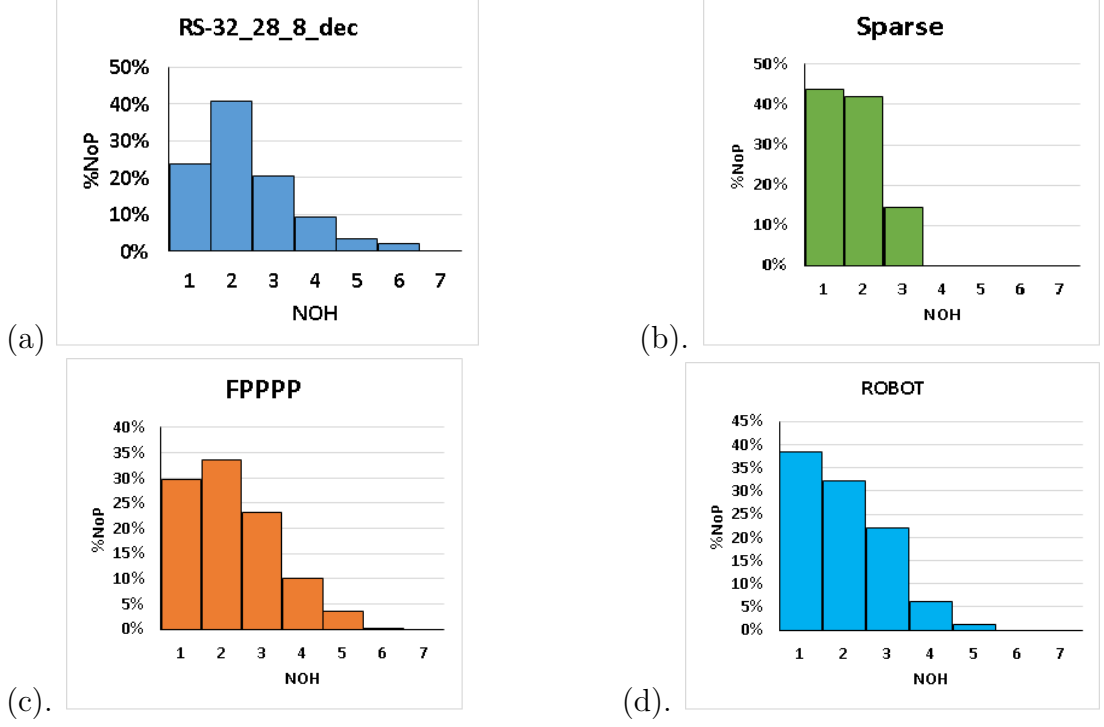 RS-32_28_8_dec
50%
40%
30%
20%
10%
0%
%NoP
1 2 3 4 5 6 7
NOH
(a)
Sparse
50%
40%
30%
20%
10%
0%
%NoP
1 2 3 4 5 6 7
NOH
(b).
FPPPP
40%
35%
30%
25%
20%
15%
10%
5%
0%
%NoP
1 2 3 4 5 6 7
NOH
(c).
ROBOT
45%
40%
35%
30%
25%
20%
15%
10%
5%
0%
%NoP
1 2 3 4 5 6 7
NOH
(d).